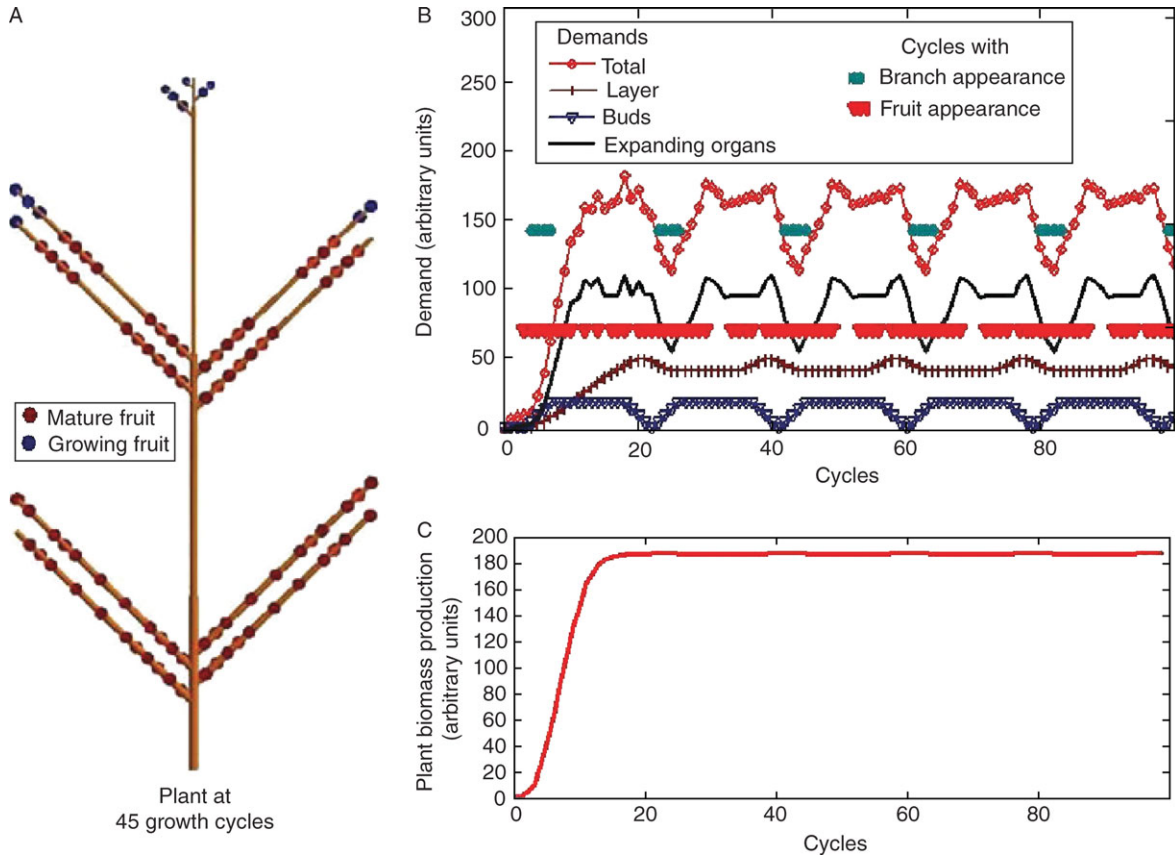 A
Mature fruit
Growing fruit
Plant at
45 growth cycles
B
Demand (arbitrary units)
300
250
200
150
100
50
0
Demands
Total
Layer
Buds
Expanding organs
Cycles with
Branch appearance
Fruit appearance
0 20 40 60 80
Cycles
C
Plant biomass production
(arbitrary units)
200
180
160
140
120
100
80
60
40
20
0
0 20 40 60 80
Cycles